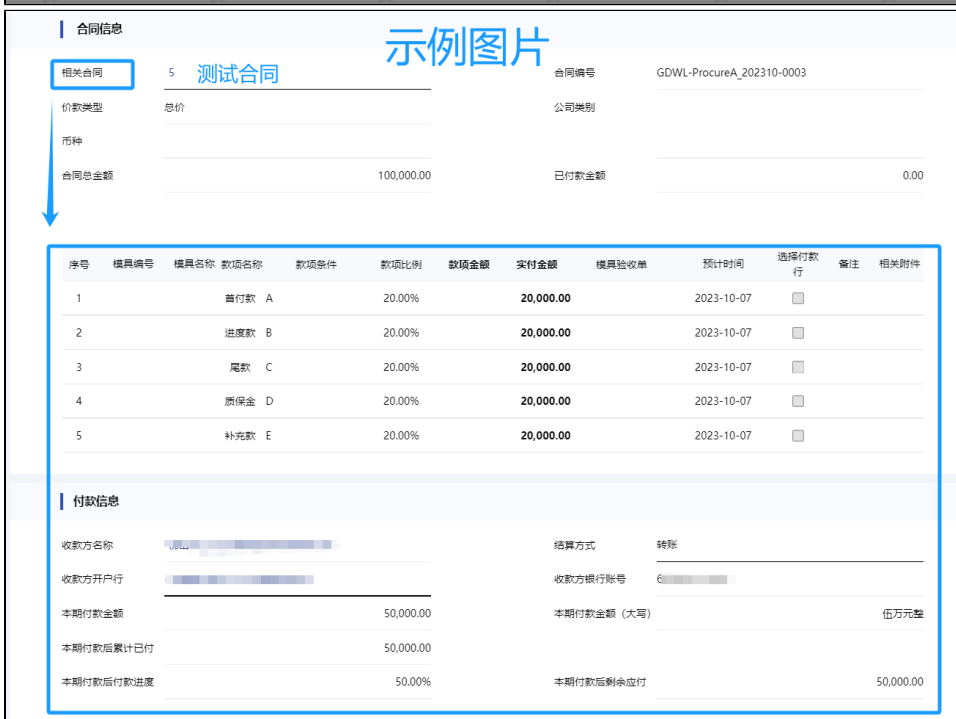 合同信息
示例图片
相关合同 5 测试合同 合同编号 GDWL-ProcureA_202310-0003
价款类型 总价 公司类别
币种
合同总金额 100,000.00 已付款金额 0.00
序号 模具编号 模具名称 款项名称 款项条件 款项比例 款项金额 实付金额 模具验收单 预计时间 选择付款行 备注 相关附件
1 首付款 A 20.00% 20,000.00 2023-10-07
2 进度款 B 20.00% 20,000.00 2023-10-07
3 尾款 C 20.00% 20,000.00 2023-10-07
4 质保金 D 20.00% 20,000.00 2023-10-07
5 补充款 E 20.00% 20,000.00 2023-10-07
付款信息
收款方名称 结算方式 转账
收款方开户行 收款方银行账号 6
本期付款金额 50,000.00 本期付款金额（大写） 伍万元整
本期付款后累计已付 50,000.00
本期付款后付款进度 50.00% 本期付款后剩余应付 50,000.00